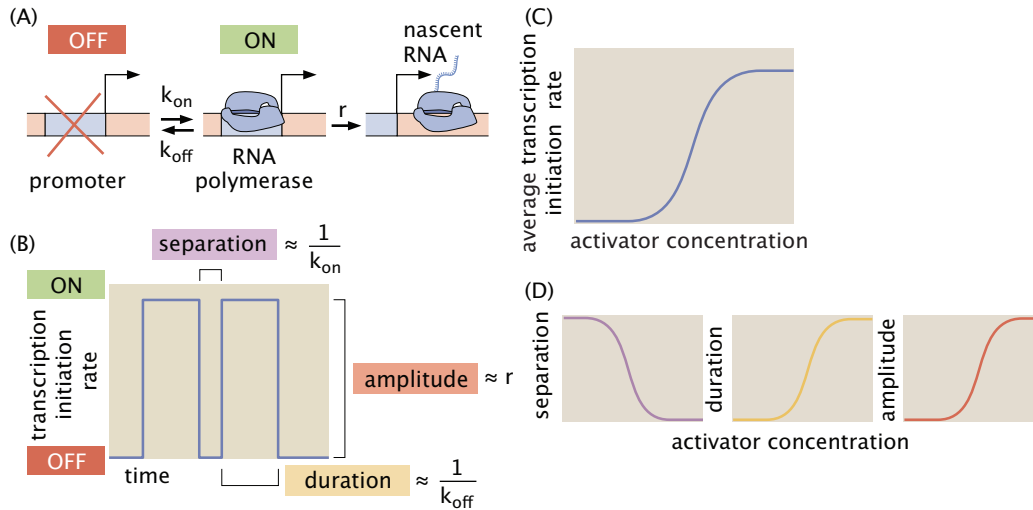 (A)
OFF
ON
nascent
RNA
k_on
k_off
r
promoter
RNA
polymerase
(B)
separation ≈ 1/k_on
ON
transcription
initiation
rate
OFF
time
amplitude ≈ r
duration ≈ 1/k_off
(C)
average transcription
initiation rate
activator concentration
(D)
separation
duration
amplitude
activator concentration